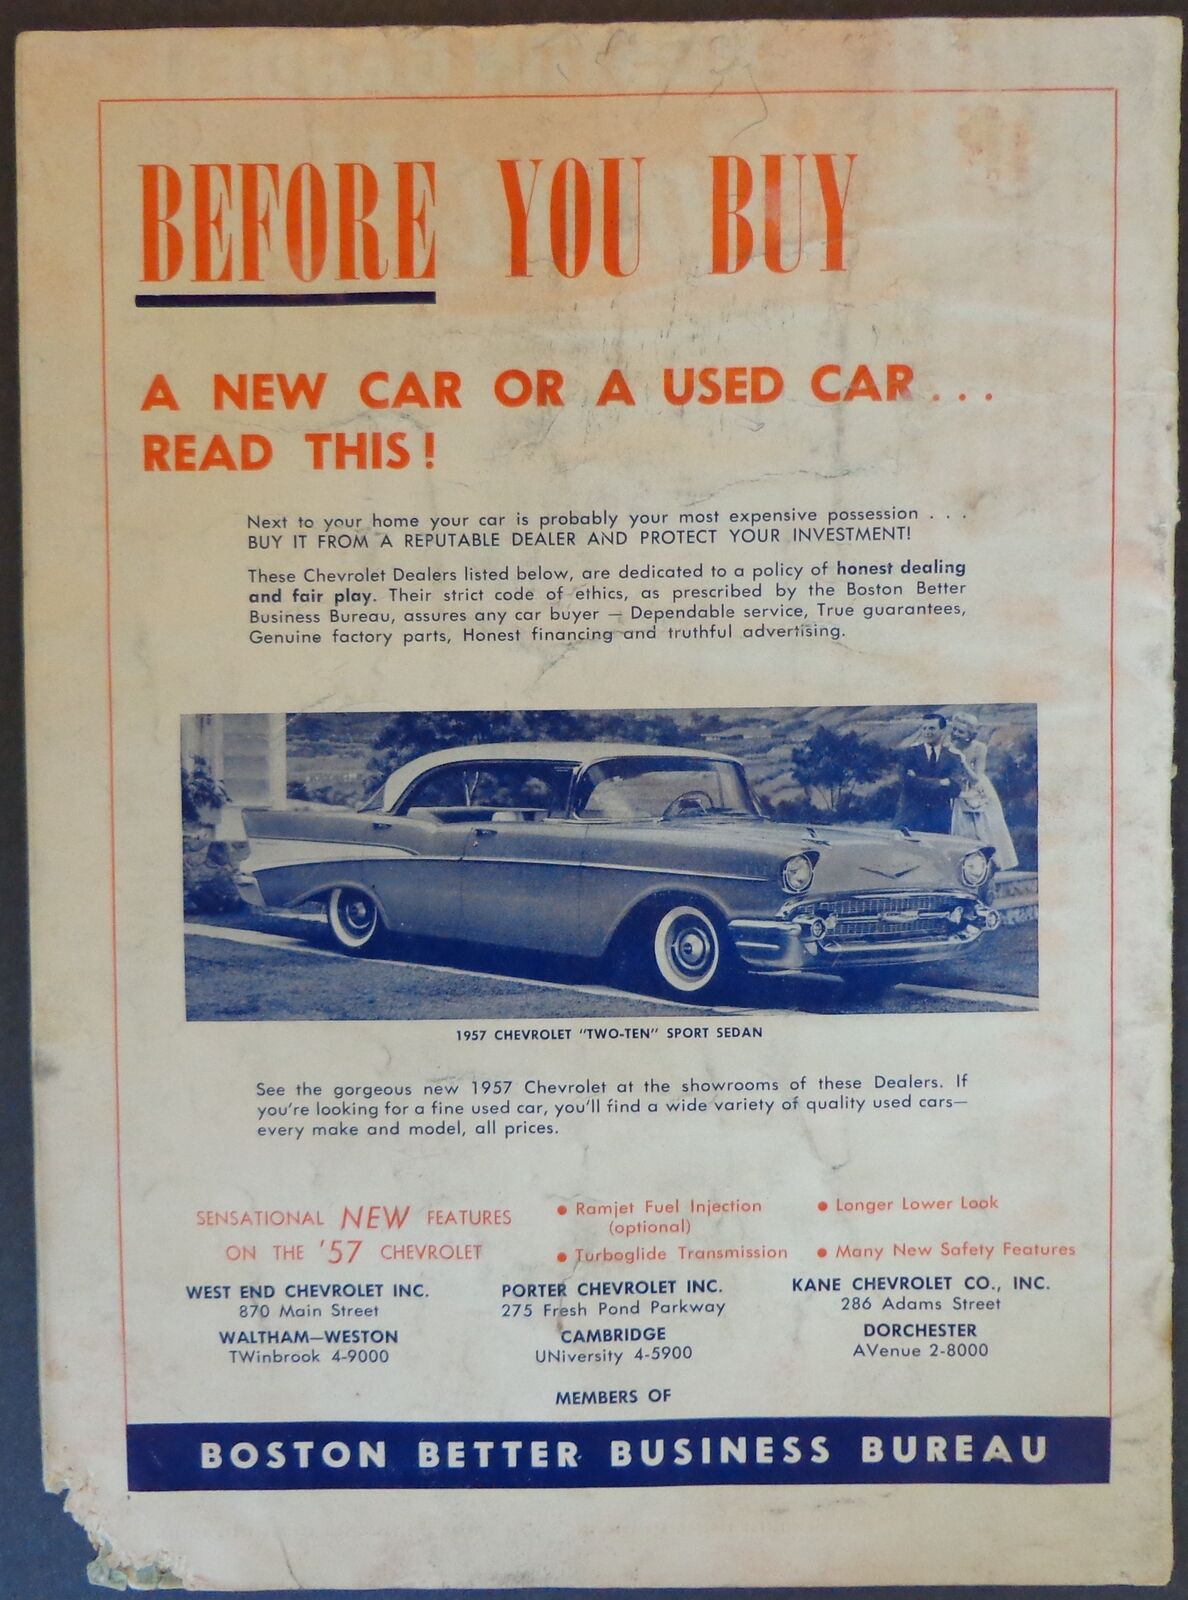 BEFORE YOU BUY
A NEW CAR OR A USED CAR...
READ THIS!
Next to your home your car is probably your most expensive possession . . .
BUY IT FROM A REPUTABLE DEALER AND PROTECT YOUR INVESTMENT!
These Chevrolet Dealers listed below, are dedicated to a policy of honest dealing
and fair play. Their strict code of ethics, as prescribed by the Boston Better
Business Bureau, assures any car buyer — Dependable service, True guarantees,
Genuine factory parts, Honest financing and truthful advertising.
1957 CHEVROLET "TWO-TEN" SPORT SEDAN
See the gorgeous new 1957 Chevrolet at the showrooms of these Dealers. If
you're looking for a fine used car, you'll find a wide variety of quality used cars—
every make and model, all prices.
SENSATIONAL NEW FEATURES
ON THE '57 CHEVROLET
• Ramjet Fuel Injection
(optional)
• Turboglide Transmission
• Longer Lower Look
• Many New Safety Features
WEST END CHEVROLET INC.
870 Main Street
WALTHAM—WESTON
TWinbrook 4-9000
PORTER CHEVROLET INC.
275 Fresh Pond Parkway
CAMBRIDGE
UNiversity 4-5900
KANE CHEVROLET CO., INC.
286 Adams Street
DORCHESTER
AVenue 2-8000
MEMBERS OF
BOSTON BETTER BUSINESS BUREAU